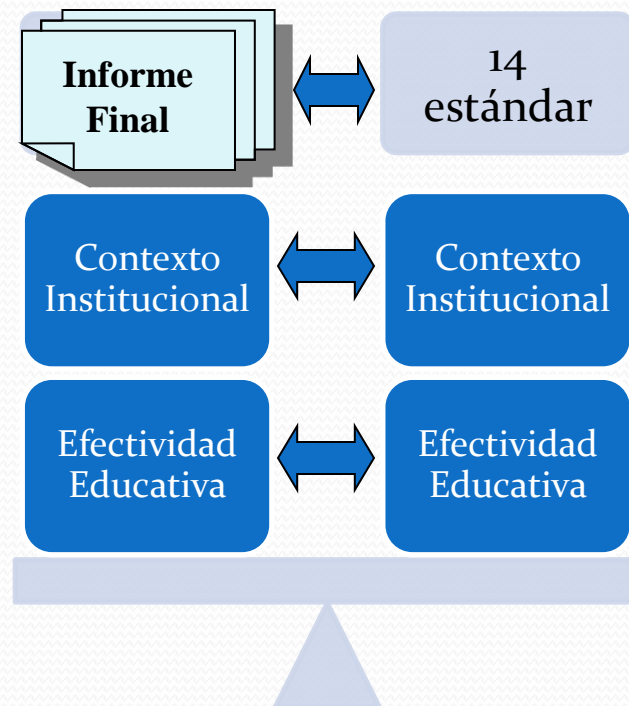 Informe
Final
14
estándar
Contexto
Institucional
Contexto
Institucional
Efectividad
Educativa
Efectividad
Educativa